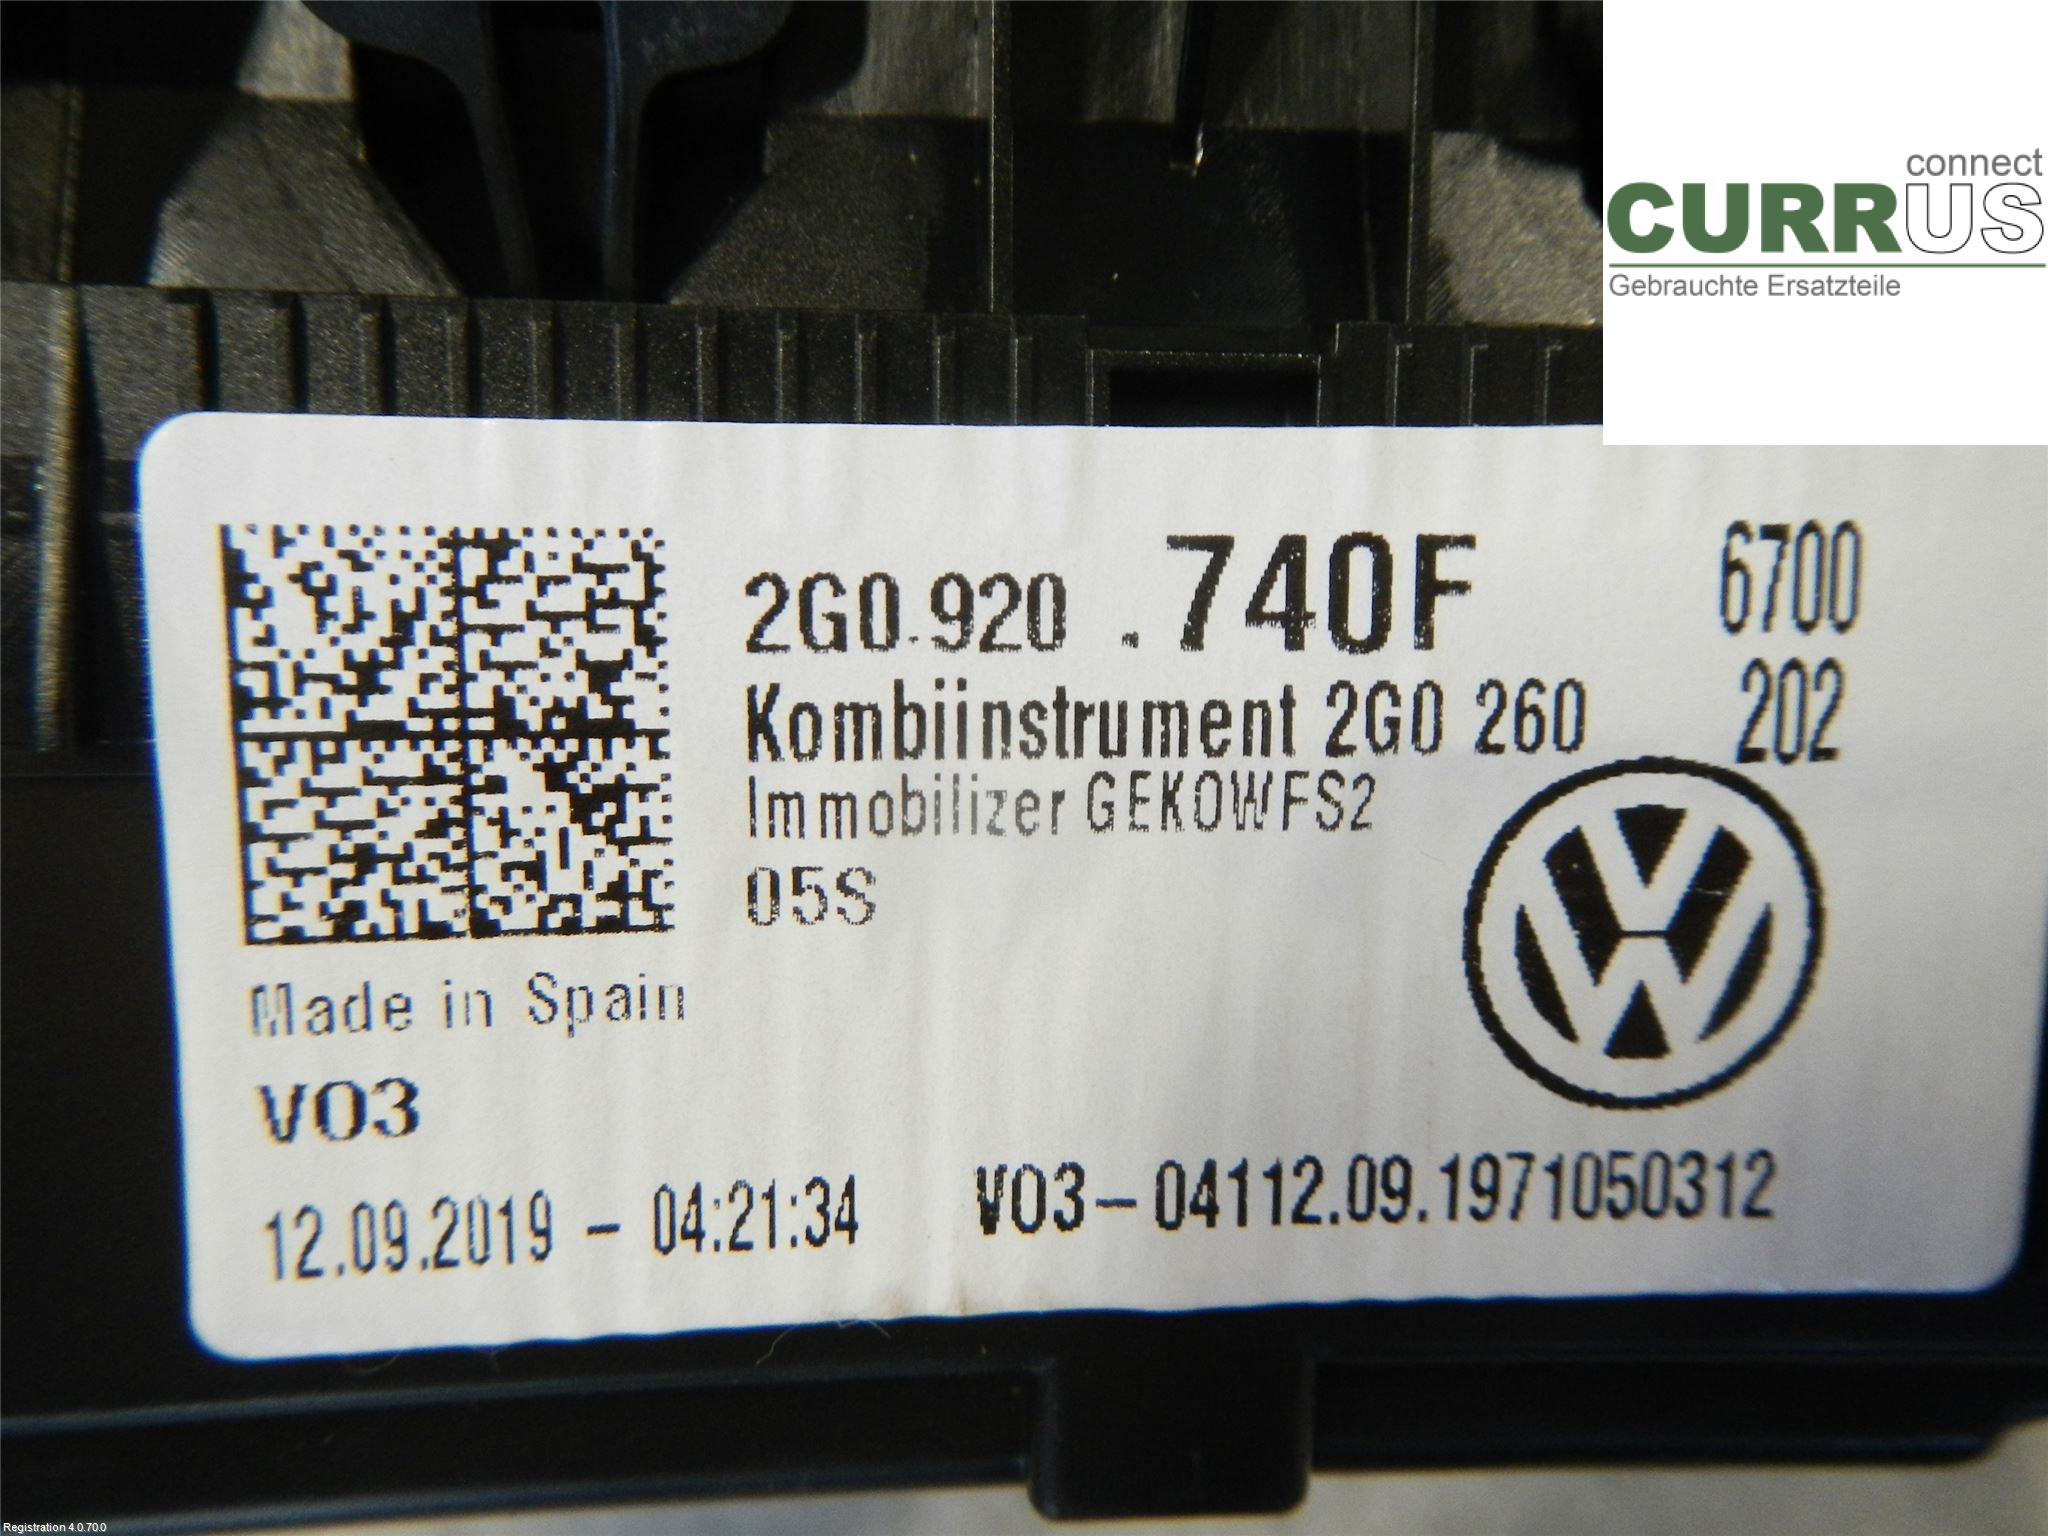 connect
CURRUS
Gebrauchte Ersatzteile
2G0.920 .740F 6700
Kombiinstrument 2G0 260 202
Immobilizer GEKOWFS2
05S
Made in Spain
VO3
12.09.2019 - 04:21:34 VO3-04112.09.1971050312
Registration 4.0.70.0